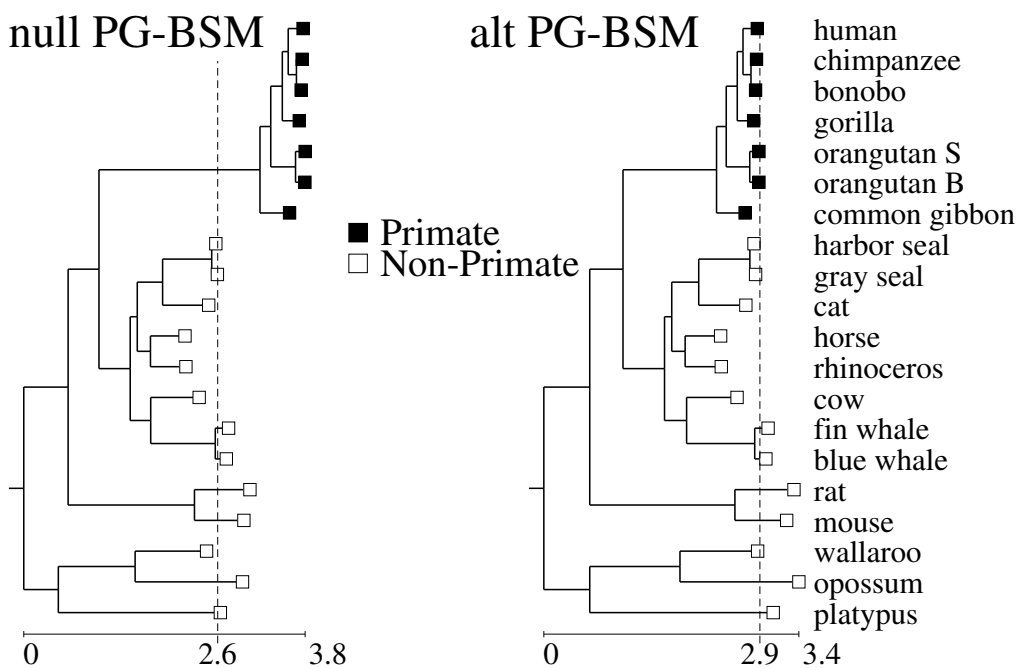 null PG-BSM
alt PG-BSM
human
chimpanzee
bonobo
gorilla
orangutan S
orangutan B
common gibbon
Primate
harbor seal
Non-Primate
gray seal
cat
horse
rhinoceros
cow
fin whale
blue whale
rat
mouse
wallaroo
opossum
platypus
0 2.6 3.8
0 2.9 3.4